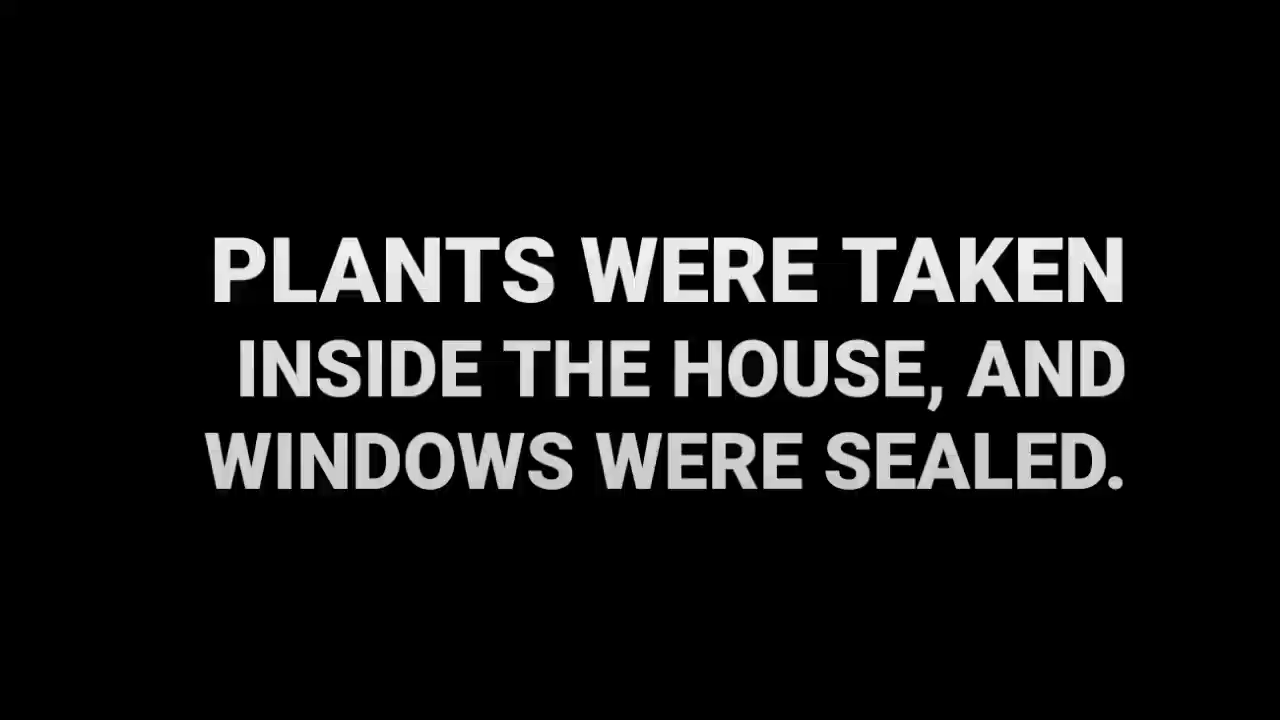 PLANTS WERE TAKEN
INSIDE THE HOUSE, AND
WINDOWS WERE SEALED.